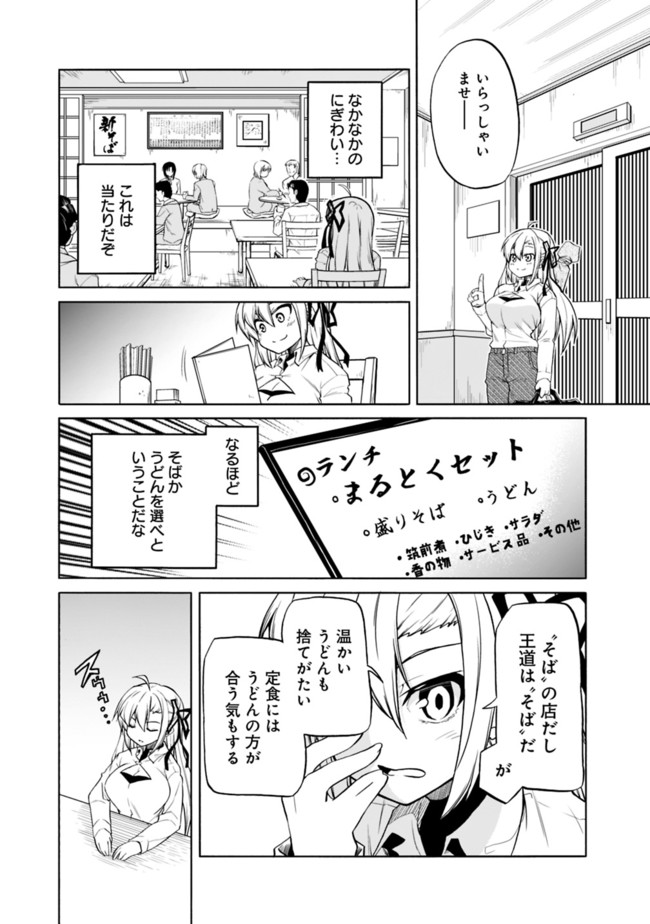 いらっしゃい
ませ――
なかなかの
にぎわい…
新そば
これは
当たりだぞ
ランチ
まるとくセット
・盛りそば
・うどん
・筑前煮 ・ひじき ・サラダ
・香の物 ・サービス品 ・その他
なるほど
そばか
うどんを選べと
いうことだな
〝そば〟の店だし
王道は〝そば〟だ
が
温かい
うどんも
捨てがたい
定食には
うどんの方が
合う気もする
スゥゥ…